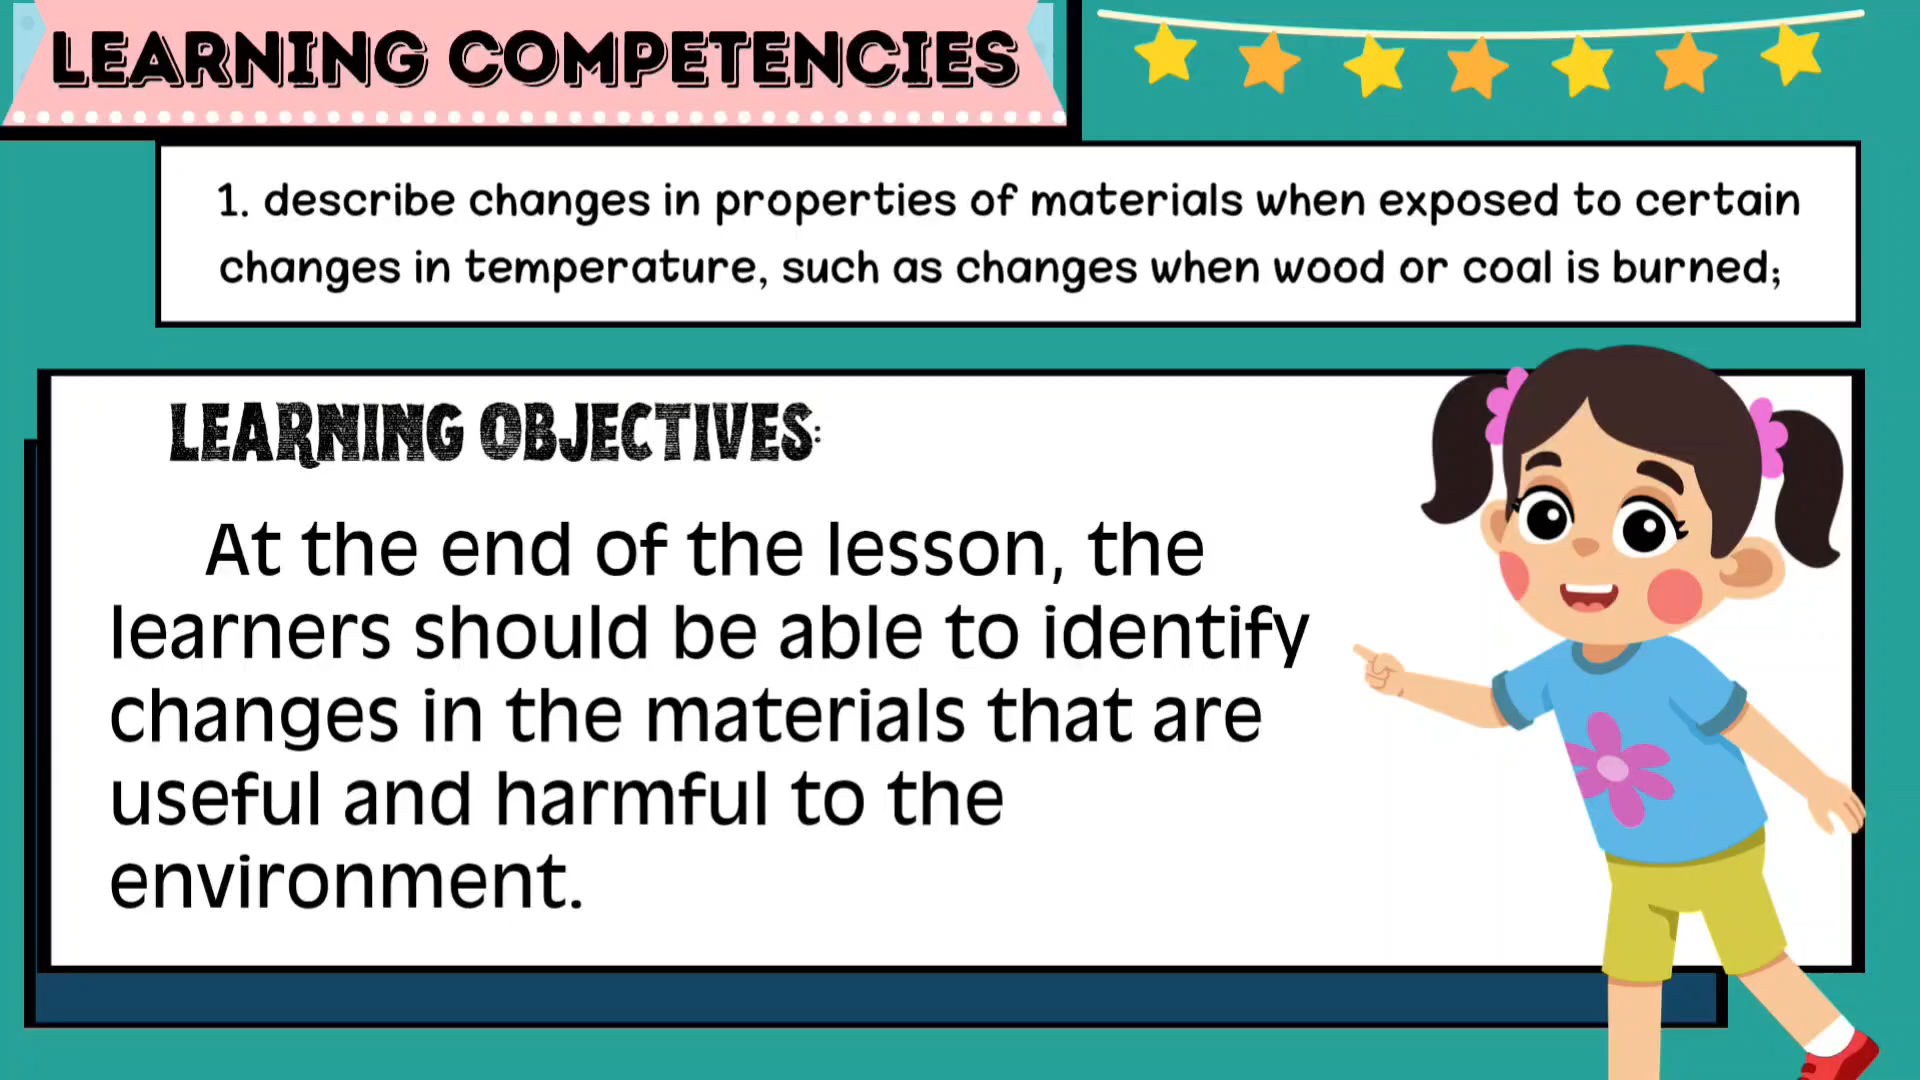 LEARNING COMPETENCIES
1. describe changes in properties of materials when exposed to certain
changes in temperature, such as changes when wood or coal is burned;
LEARNING OBJECTIVES:
At the end of the lesson, the
learners should be able to identify
changes in the materials that are
useful and harmful to the
environment.